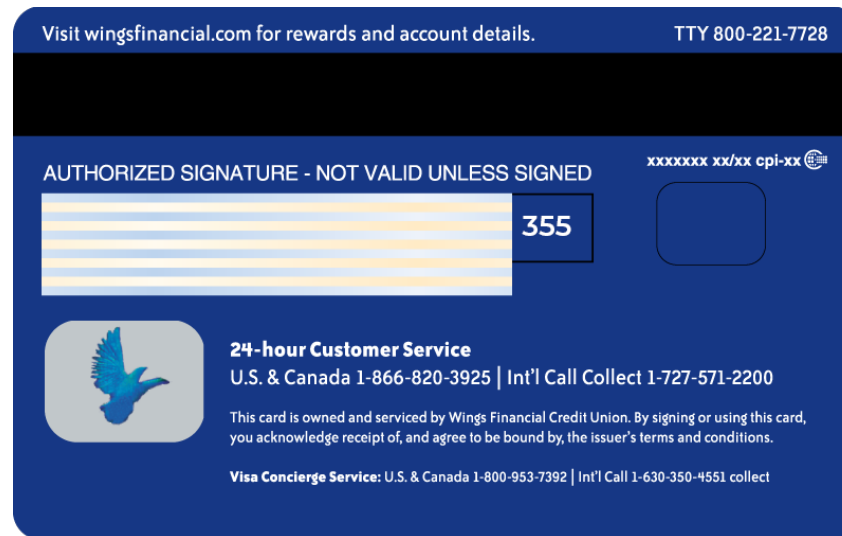 Visit wingsfinancial.com for rewards and account details.
TTY 800-221-7728
xxxxxxx xx/xx cpi-xx
AUTHORIZED SIGNATURE - NOT VALID UNLESS SIGNED
355
24-hour Customer Service
U.S. & Canada 1-866-820-3925 | Int'l Call Collect 1-727-571-2200
This card is owned and serviced by Wings Financial Credit Union. By signing or using this card,
you acknowledge receipt of, and agree to be bound by, the issuer's terms and conditions.
Visa Concierge Service: U.S. & Canada 1-800-953-7392 | Int'l Call 1-630-350-4551 collect